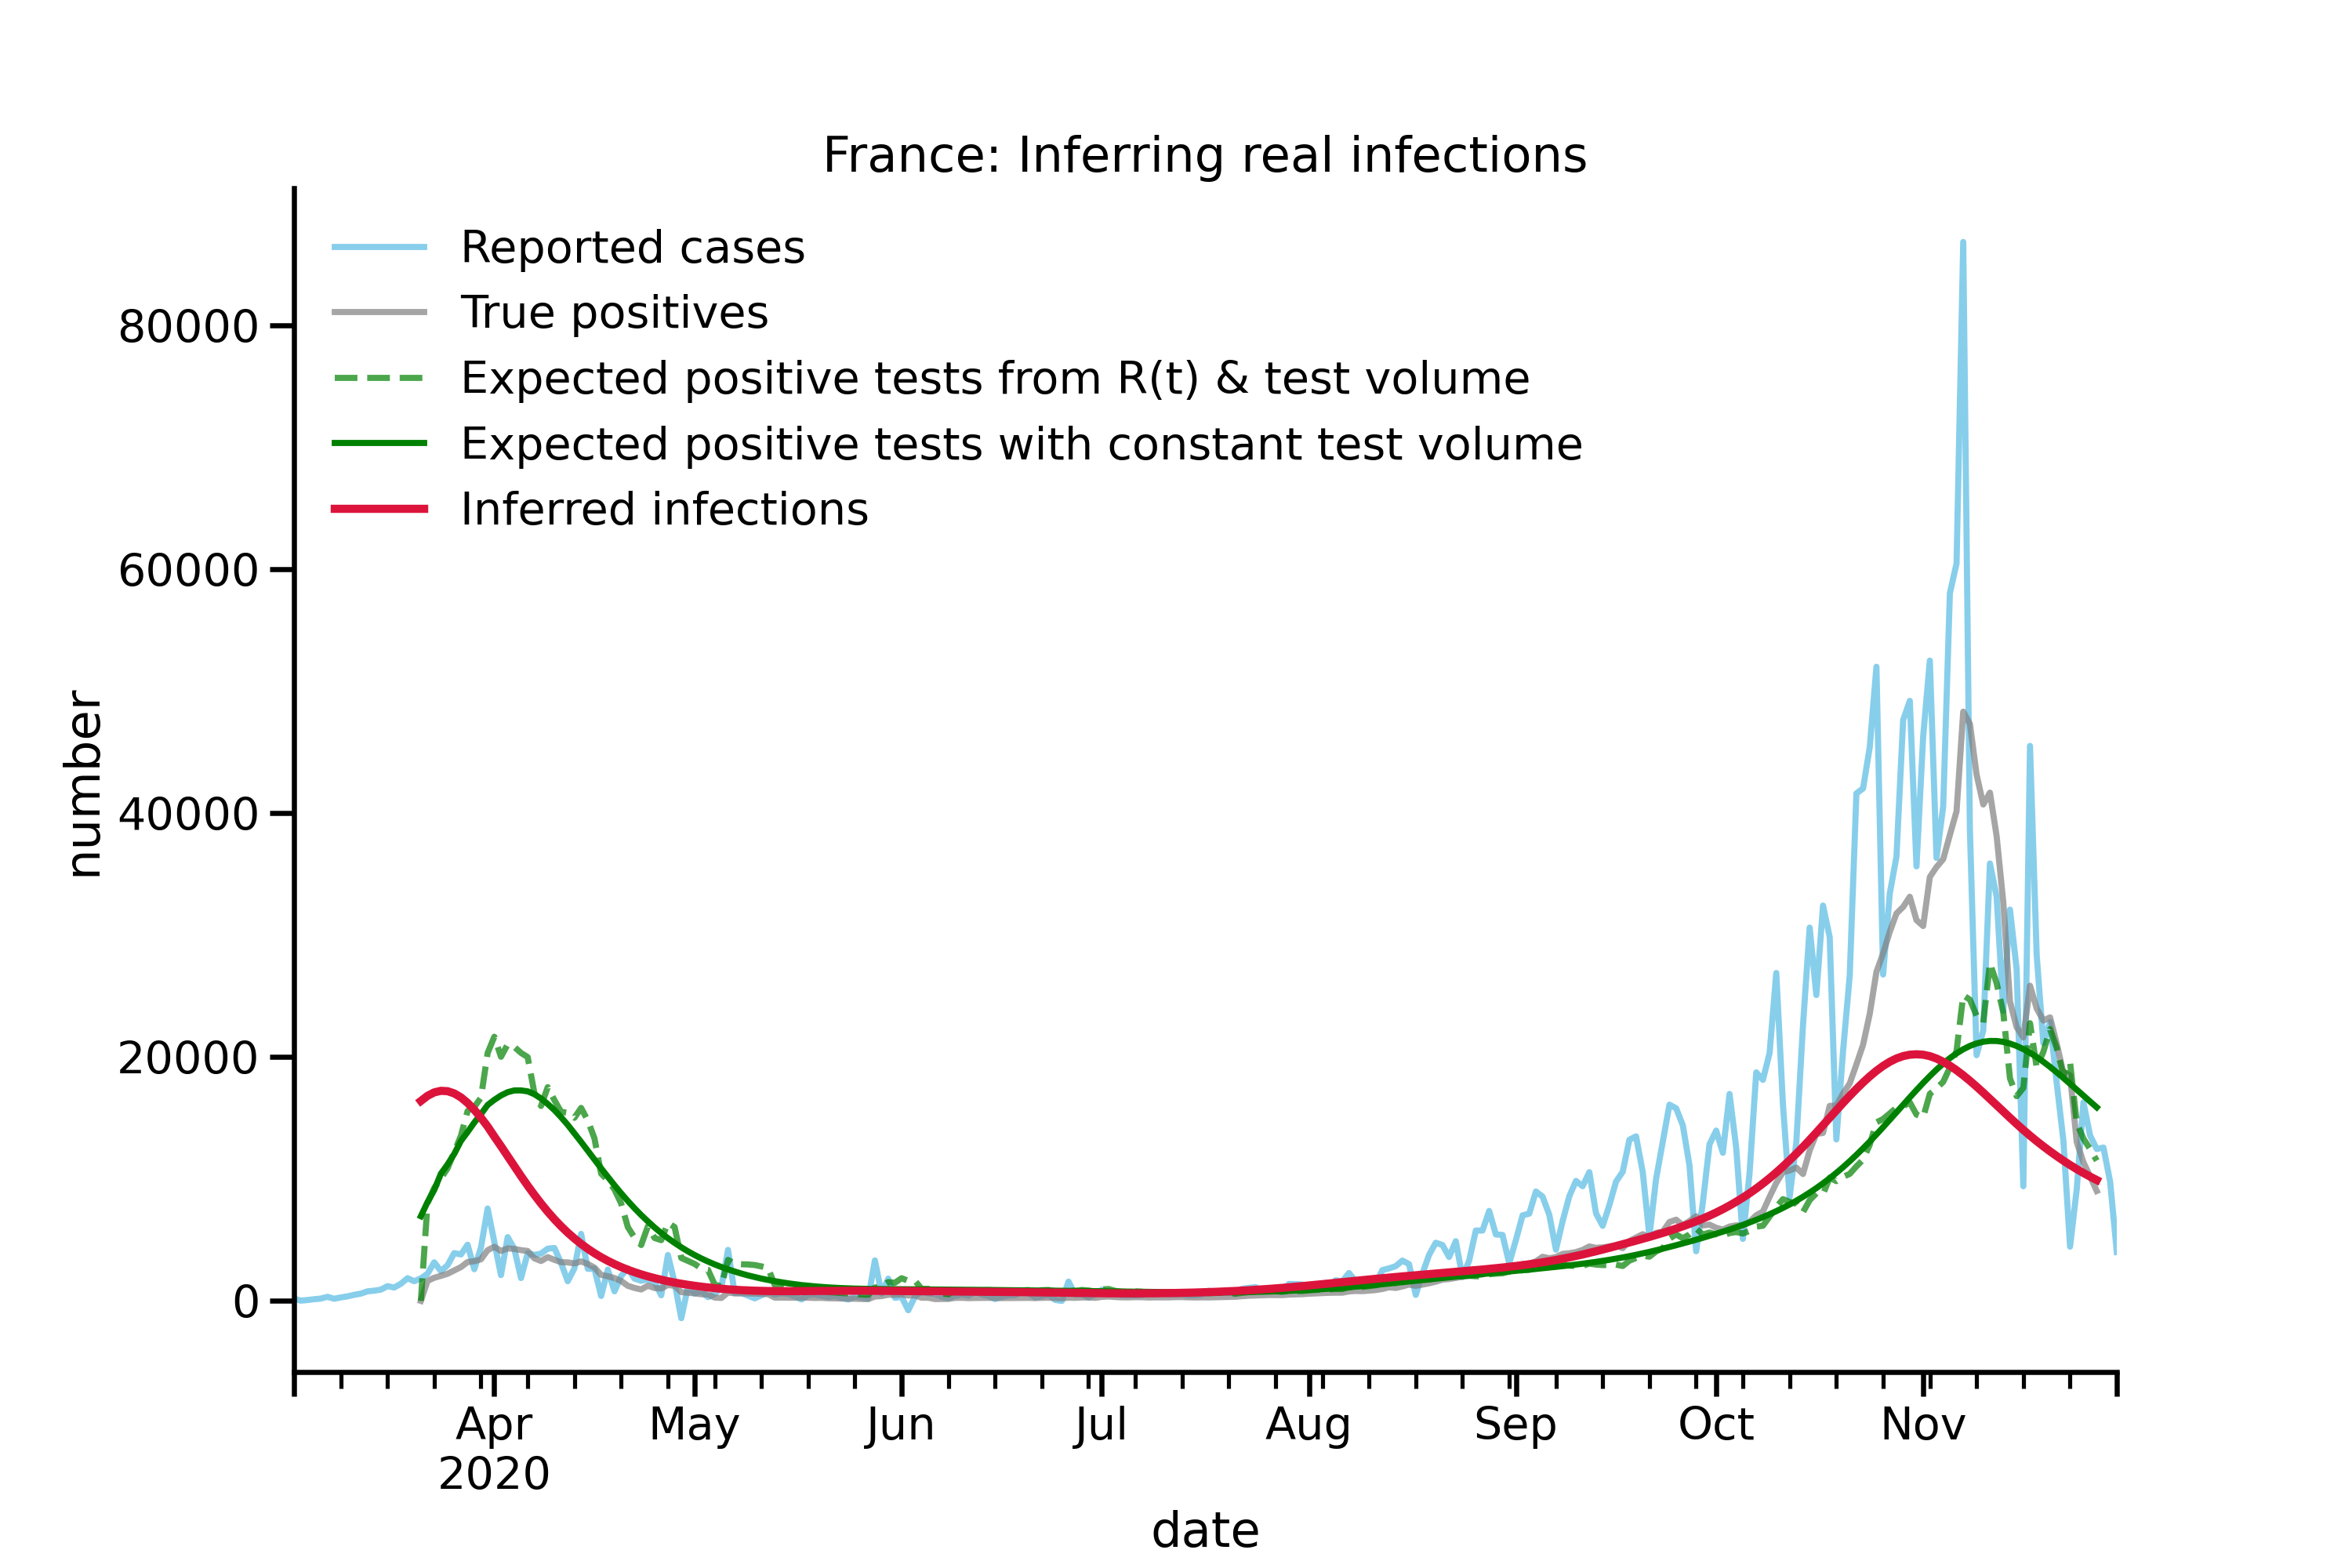 France: Inferring real infections
Reported cases
True positives
Expected positive tests from R(t) & test volume
Expected positive tests with constant test volume
Inferred infections
number
80000
60000
40000
20000
0
Apr May Jun Jul Aug Sep Oct Nov
2020
date